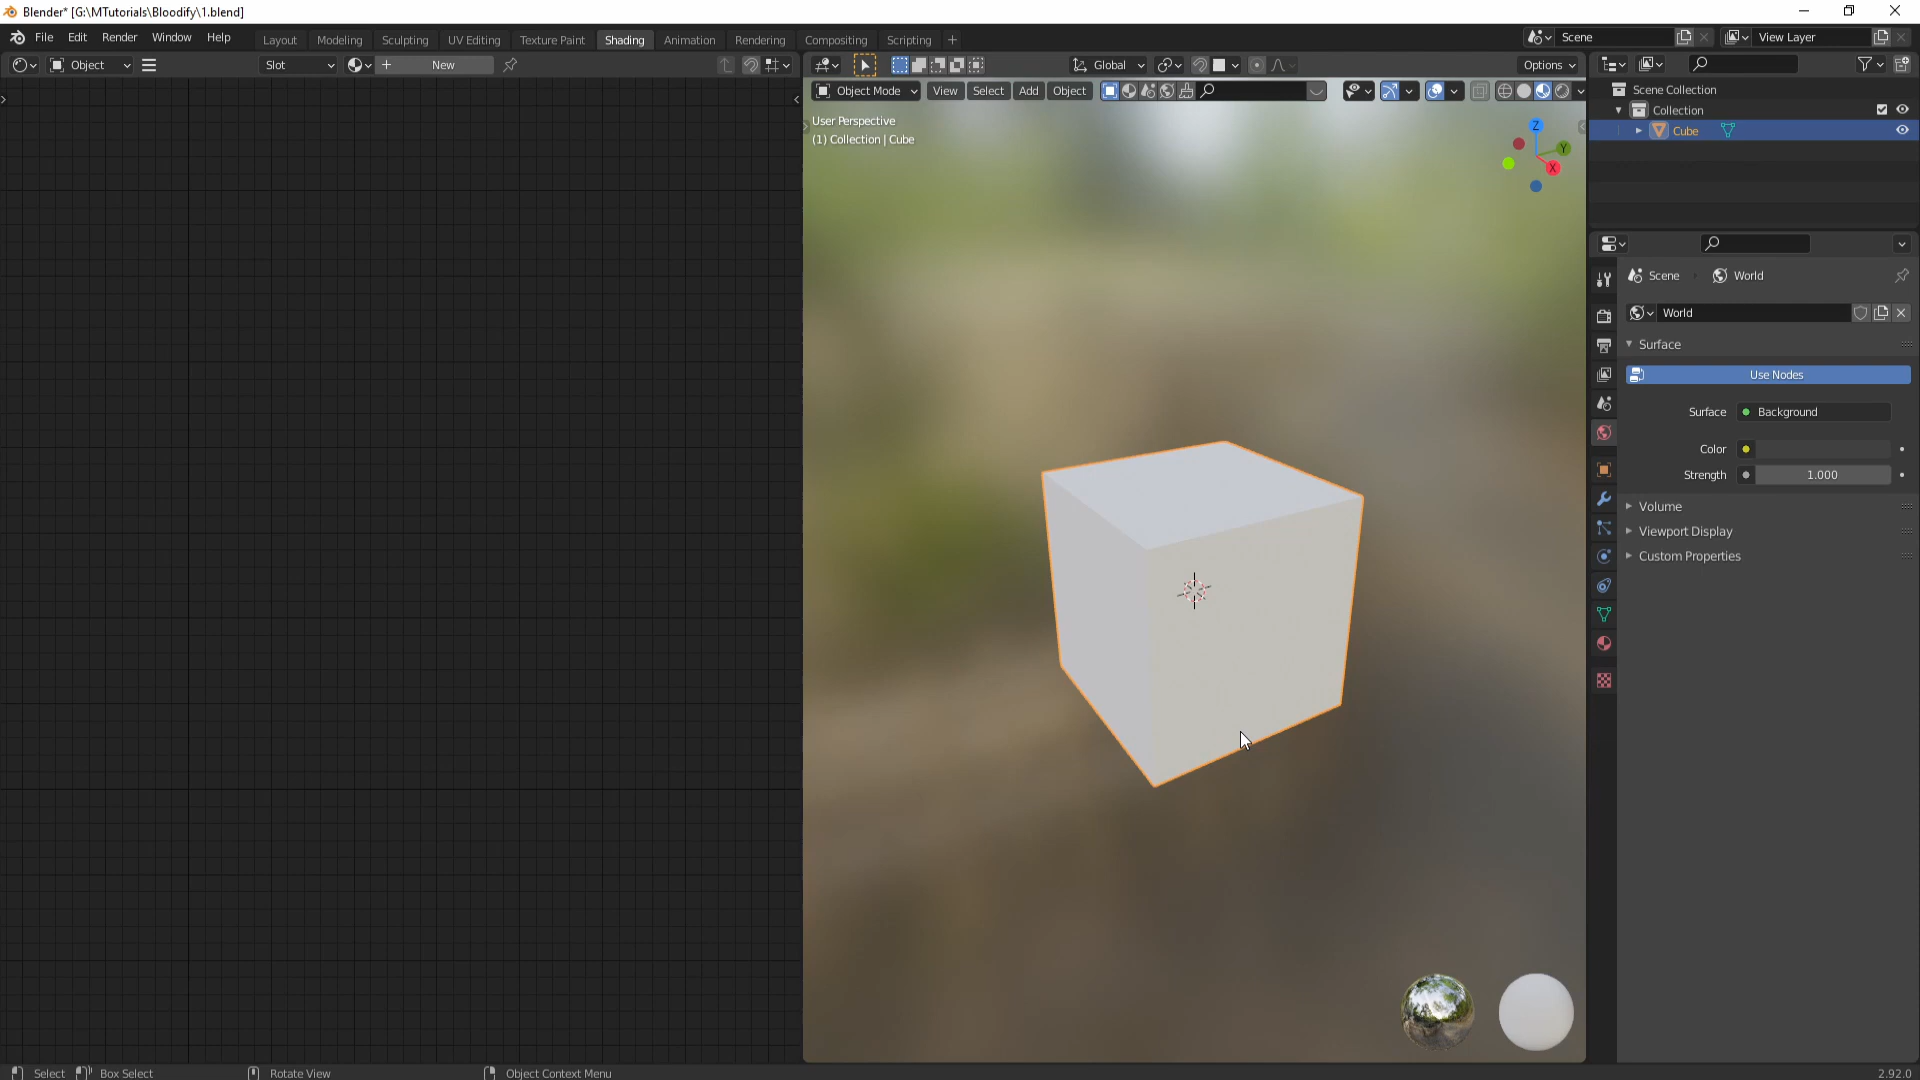 Blender* [G:\MTutorials\Bloodify\1.blend]
File Edit Render Window Help Layout Modeling Sculpting UV Editing Texture Paint Shading Animation Rendering Compositing Scripting + Scene View Layer
Object Slot + New Global Options
Object Mode View Select Add Object
User Perspective
(1) Collection | Cube
Z
Y
X
Scene Collection
Collection
Cube
Scene World
World
Surface
Use Nodes
Surface Background
Color
Strength 1.000
Volume
Viewport Display
Custom Properties
Select Box Select Rotate View Object Context Menu 2.92.0